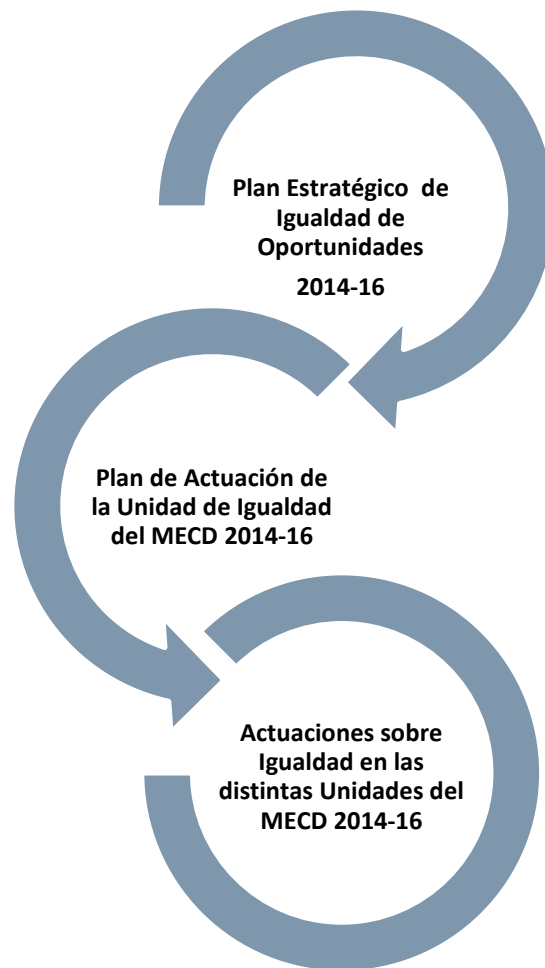 Plan Estratégico de
Igualdad de
Oportunidades
2014-16
Plan de Actuación de
la Unidad de Igualdad
del MECD 2014-16
Actuaciones sobre
Igualdad en las
distintas Unidades del
MECD 2014-16